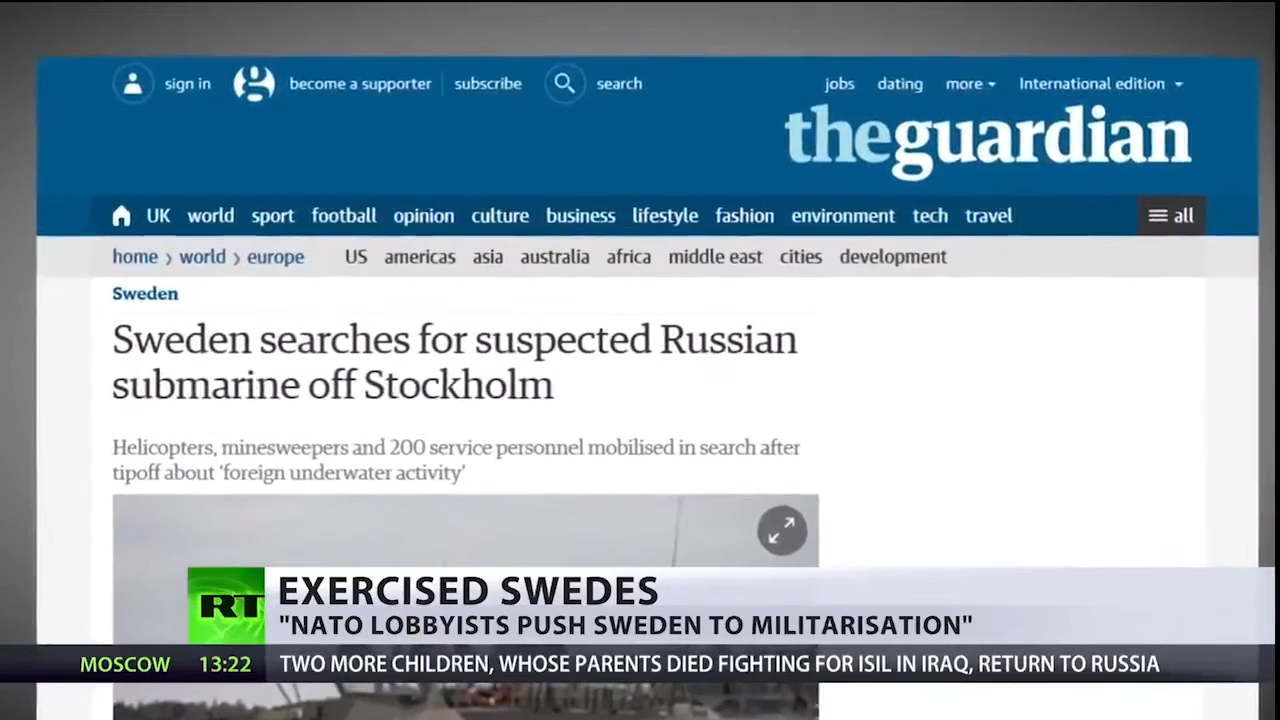 sign in become a supporter subscribe search jobs dating more International edition
theguardian
UK world sport football opinion culture business lifestyle fashion environment tech travel all
home > world > europe US americas asia australia africa middle east cities development
Sweden
Sweden searches for suspected Russian
submarine off Stockholm
Helicopters, minesweepers and 200 service personnel mobilised in search after
tipoff about ‘foreign underwater activity’
RT EXERCISED SWEDES
"NATO LOBBYISTS PUSH SWEDEN TO MILITARISATION"
MOSCOW 13:22 TWO MORE CHILDREN, WHOSE PARENTS DIED FIGHTING FOR ISIL IN IRAQ, RETURN TO RUSSIA